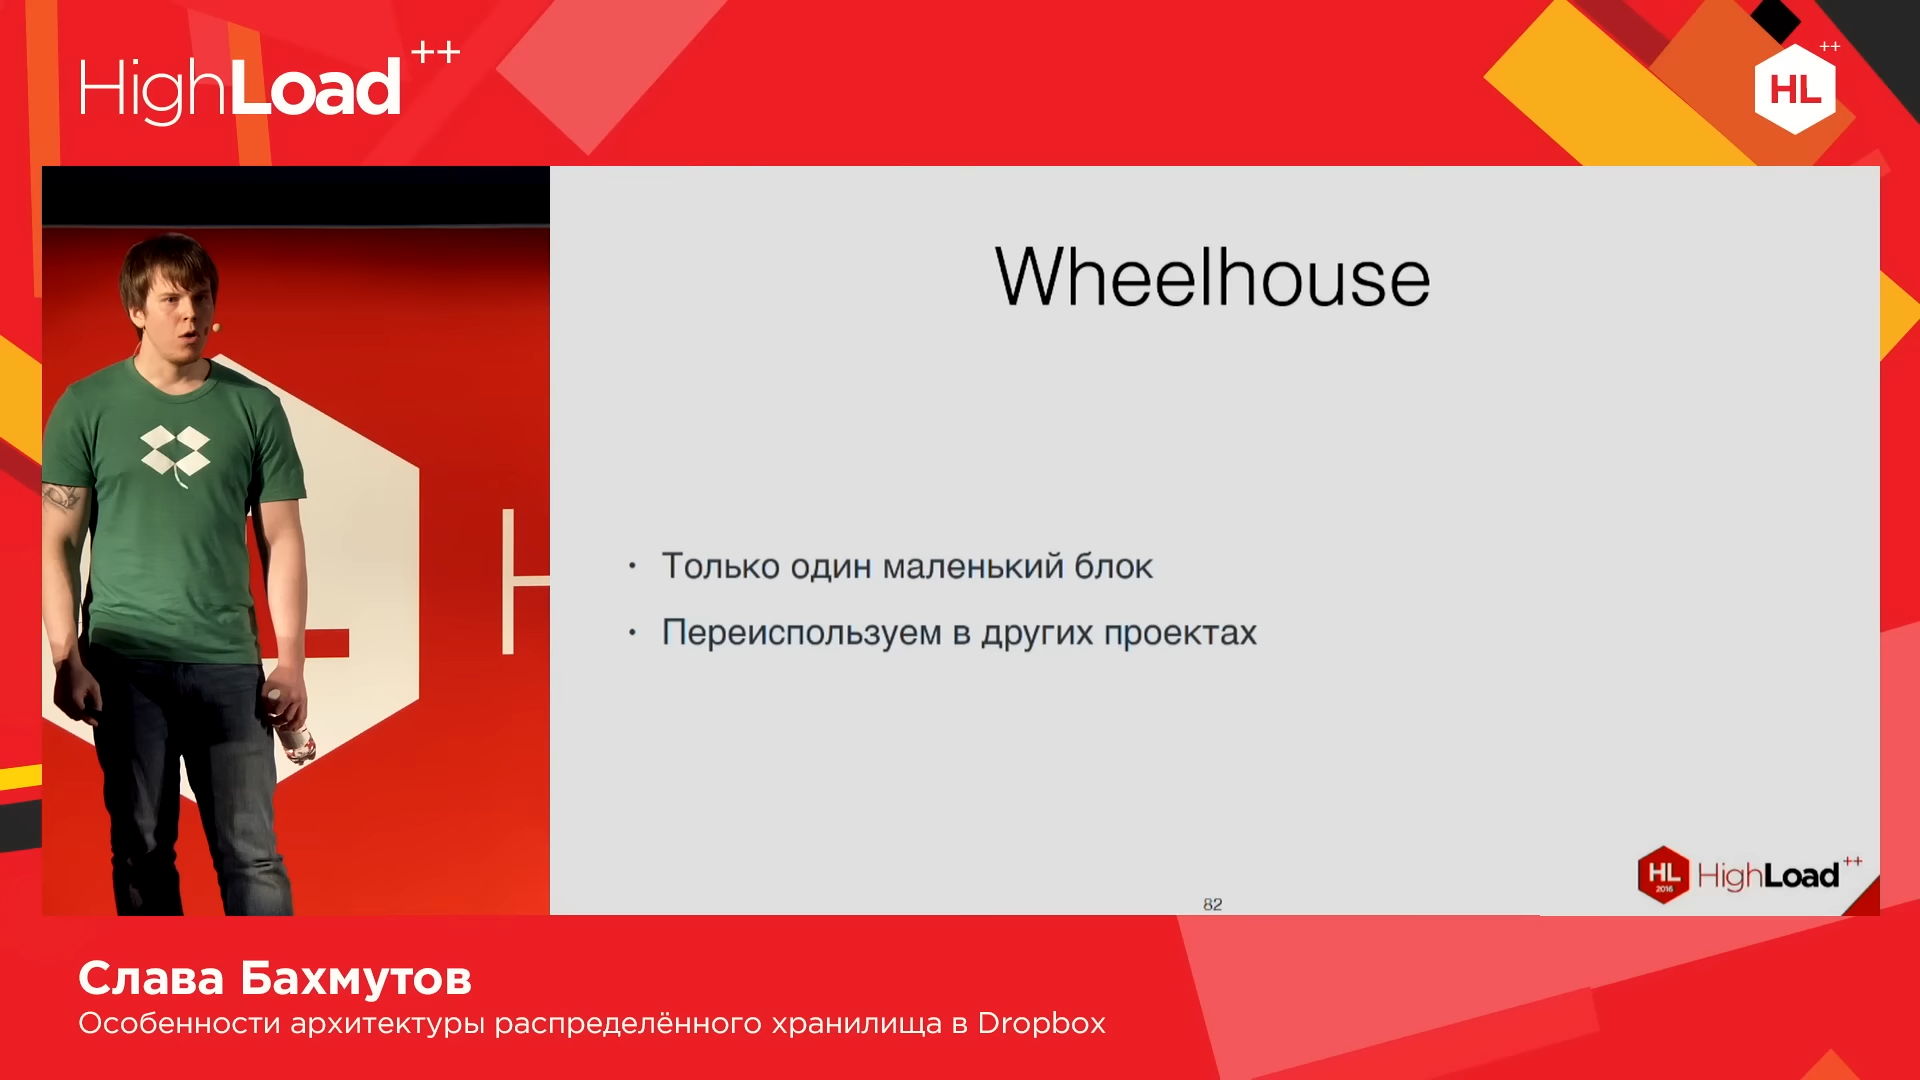 HighLoad++
HL++
Wheelhouse
• Только один маленький блок
• Переиспользуем в других проектах
HL 2016 HighLoad++
82
Слава Бахмутов
Особенности архитектуры распределённого хранилища в Dropbox